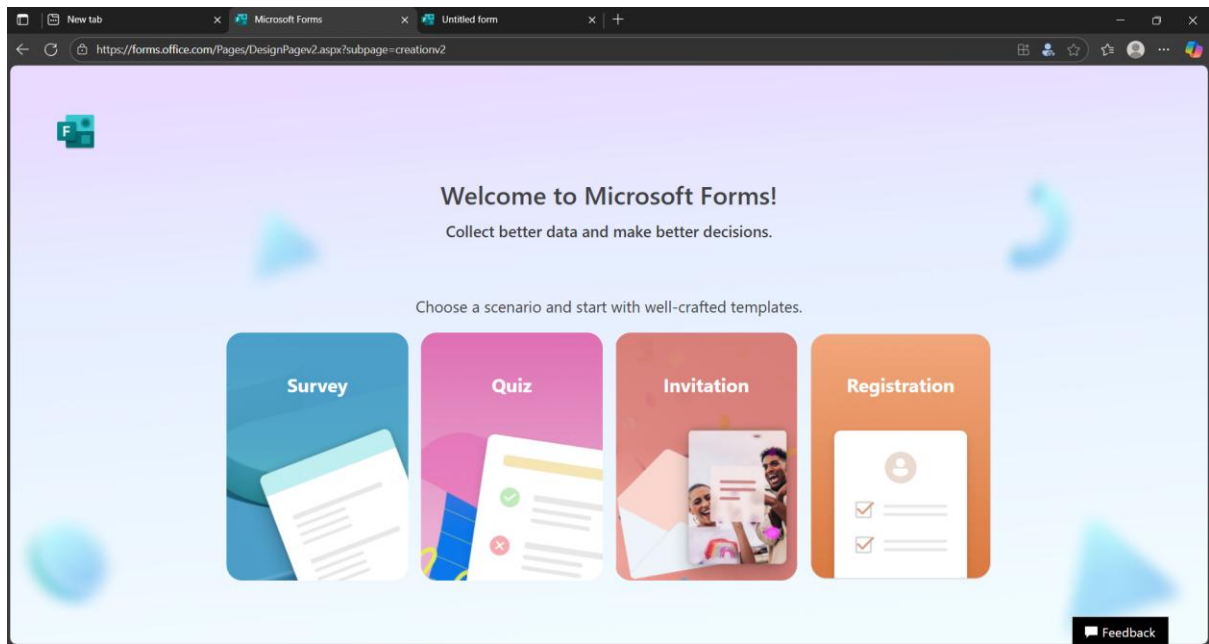 New tab
Microsoft Forms
Untitled form
https://forms.office.com/Pages/DesignPagev2.aspx?subpage=creationv2
F
Welcome to Microsoft Forms!
Collect better data and make better decisions.
Choose a scenario and start with well-crafted templates.
Survey
Quiz
Invitation
Registration
Feedback